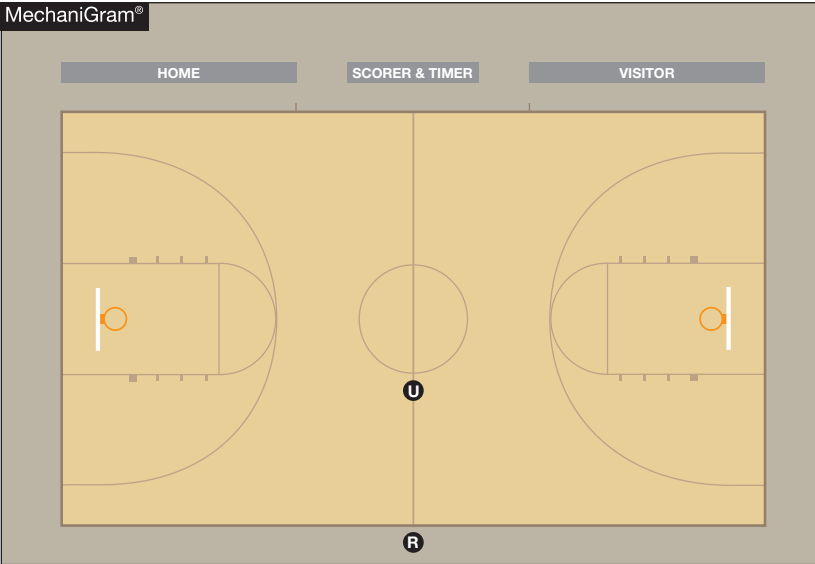 MechaniGram®
HOME
SCORER & TIMER
VISITOR
U
R